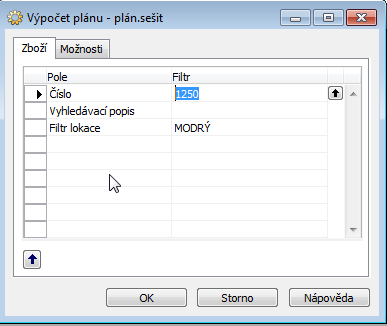 Výpočet plánu - plán.sešit
Zboží Možnosti
Pole Filtr
Číslo 1250
Vyhledávací popis
Filtr lokace MODRÝ
OK Storno Nápověda